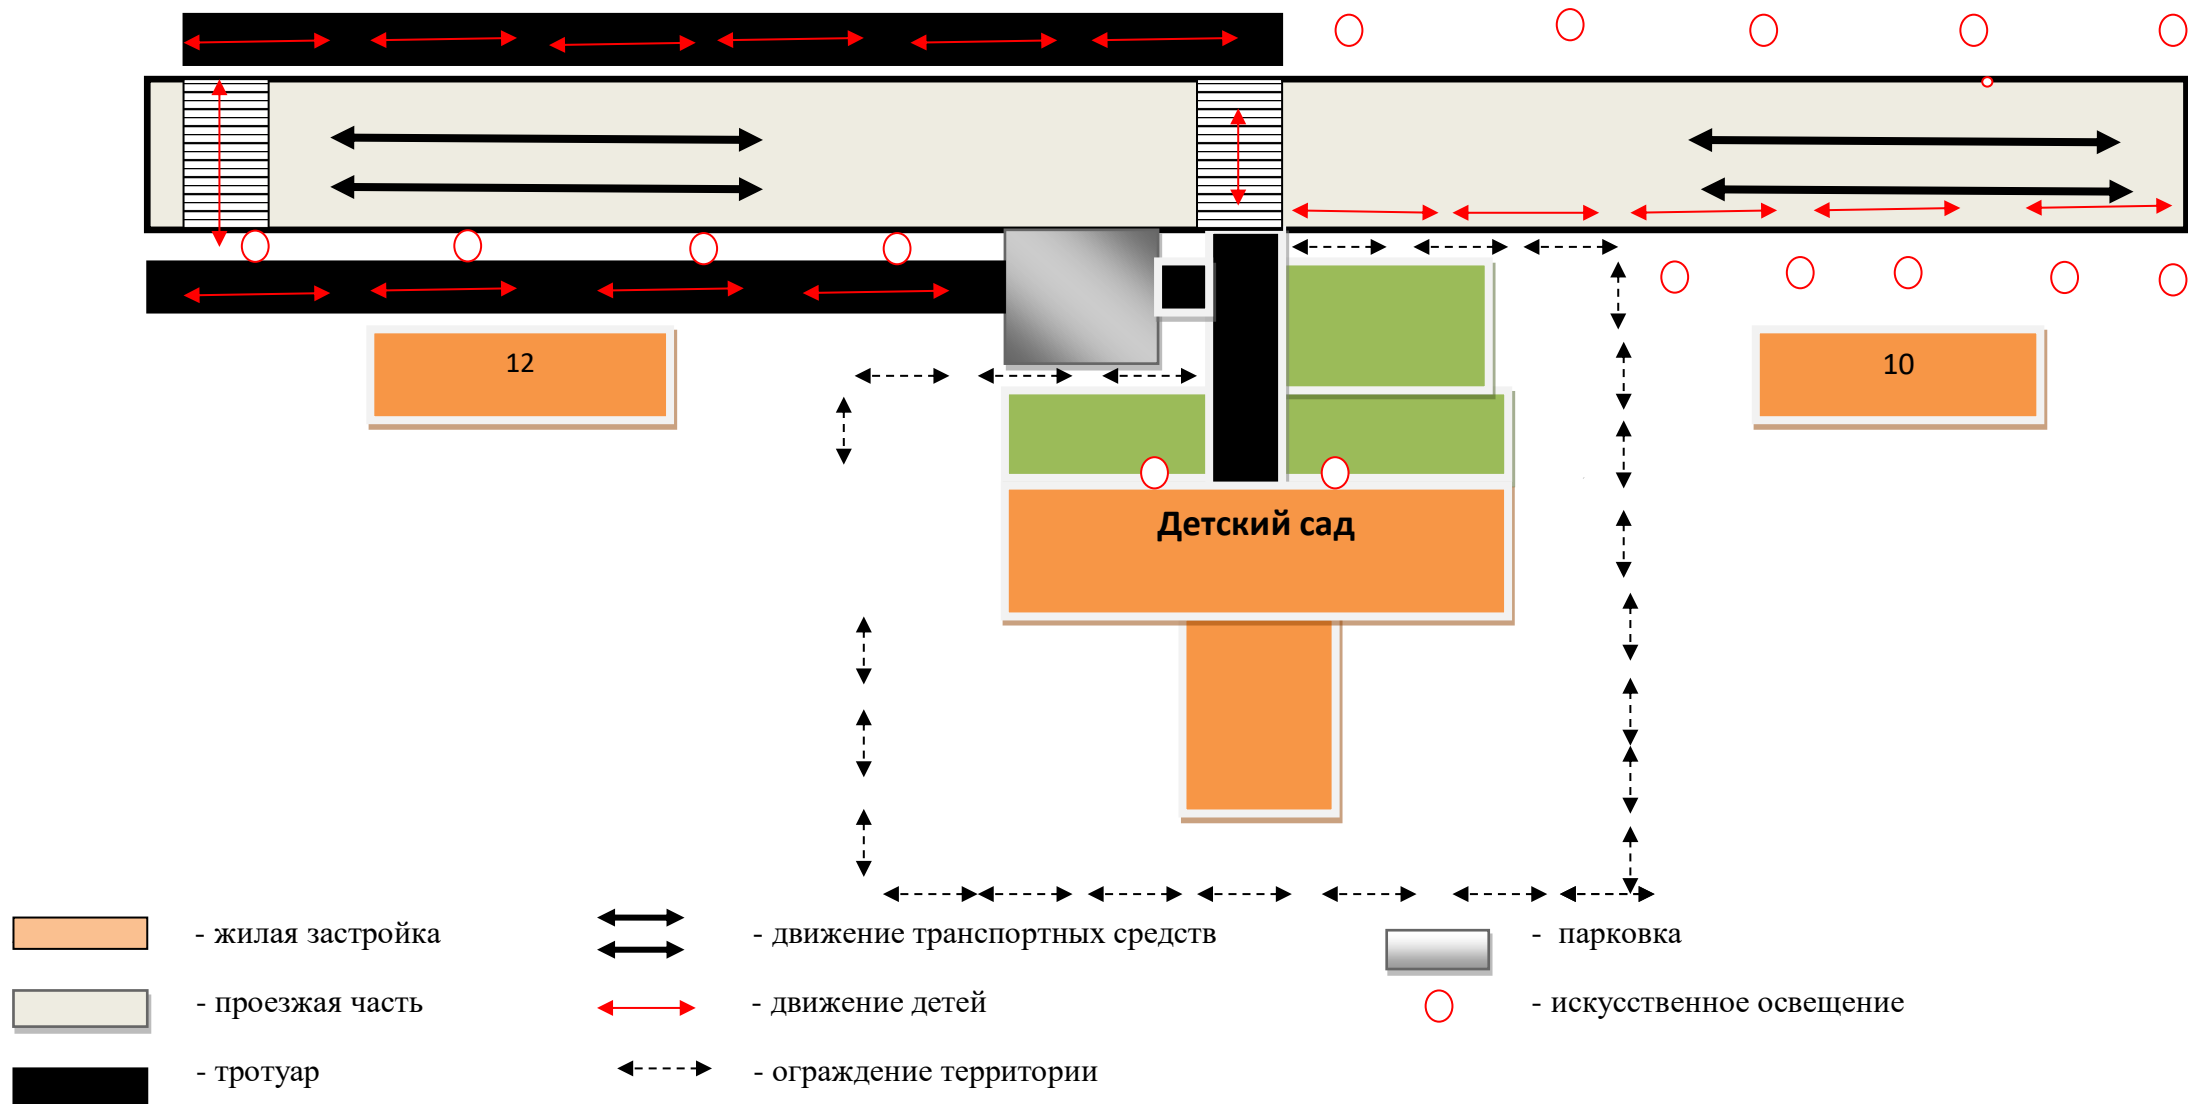 12
10
Детский сад
- жилая застройка
- движение транспортных средств
- парковка
- проезжая часть
- движение детей
- искусственное освещение
- тротуар
- ограждение территории